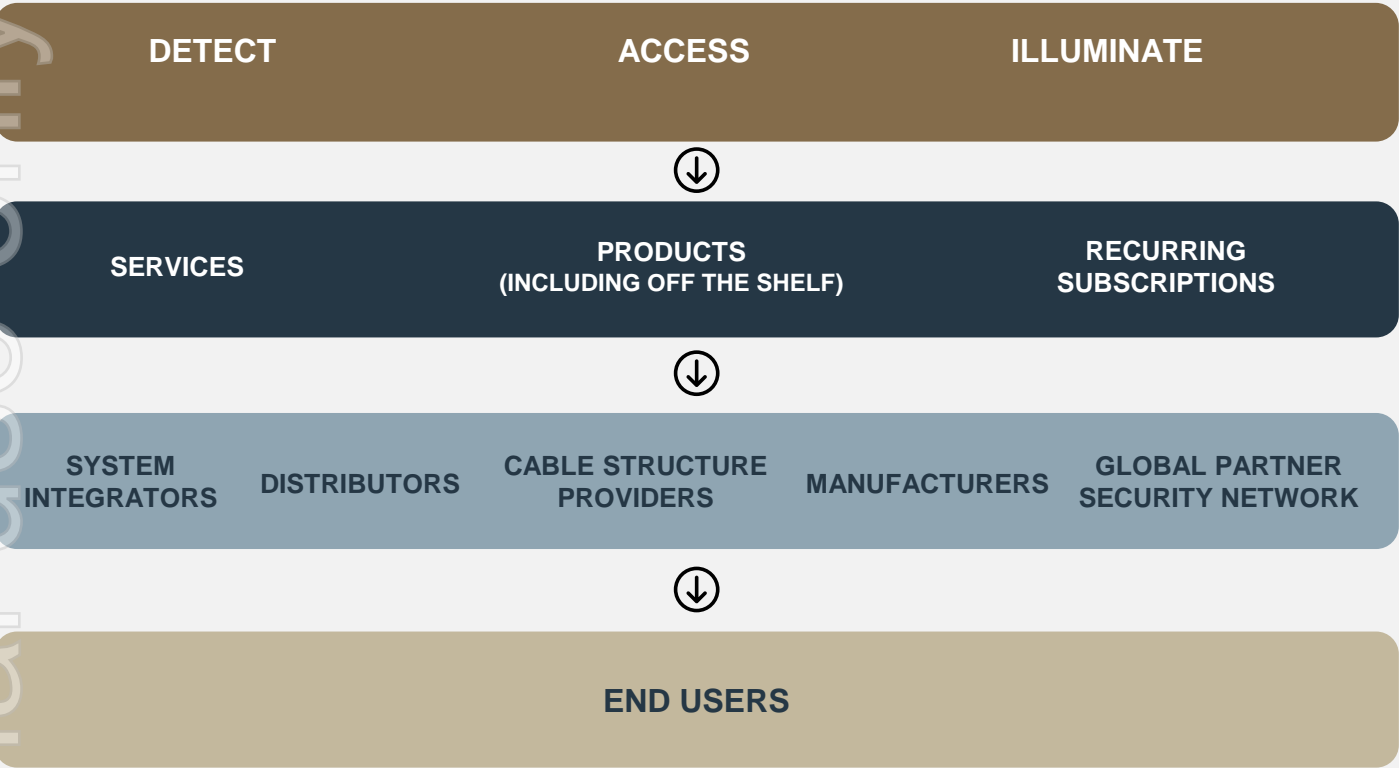 DETECT ACCESS ILLUMINATE
SERVICES
PRODUCTS
(INCLUDING OFF THE SHELF)
RECURRING
SUBSCRIPTIONS
SYSTEM
INTEGRATORS
DISTRIBUTORS
CABLE STRUCTURE
PROVIDERS
MANUFACTURERS
GLOBAL PARTNER
SECURITY NETWORK
END USERS